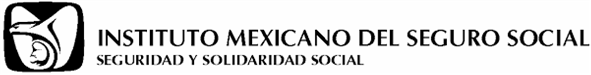 INSTITUTO MEXICANO DEL SEGURO SOCIAL
SEGURIDAD Y SOLIDARIDAD SOCIAL